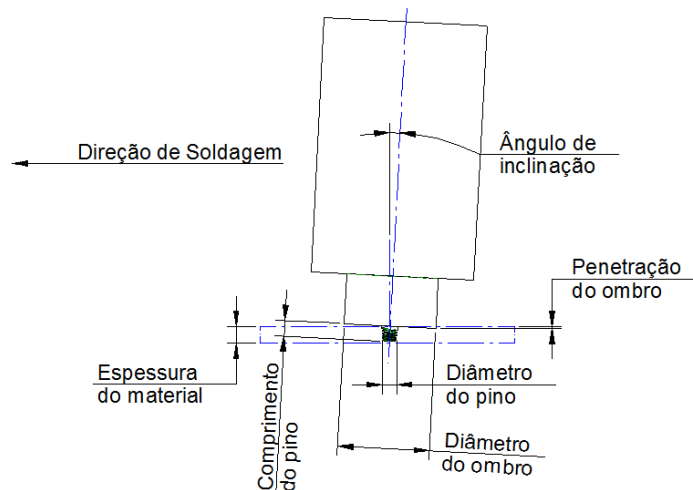 Direção de Soldagem
Ângulo de
inclinação
Penetração
do ombro
Espessura
do material
Comprimento
do pino
Diâmetro
do pino
Diâmetro
do ombro